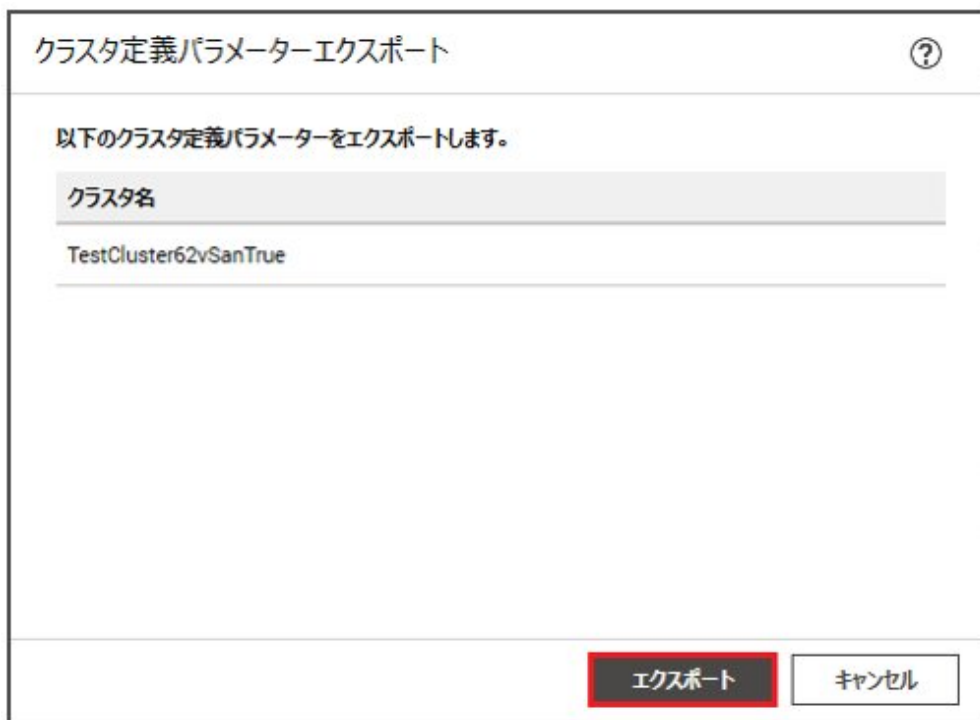 クラスタ定義パラメーターエクスポート
?
以下のクラスタ定義パラメーターをエクスポートします。
クラスタ名
TestCluster62vSanTrue
エクスポート キャンセル